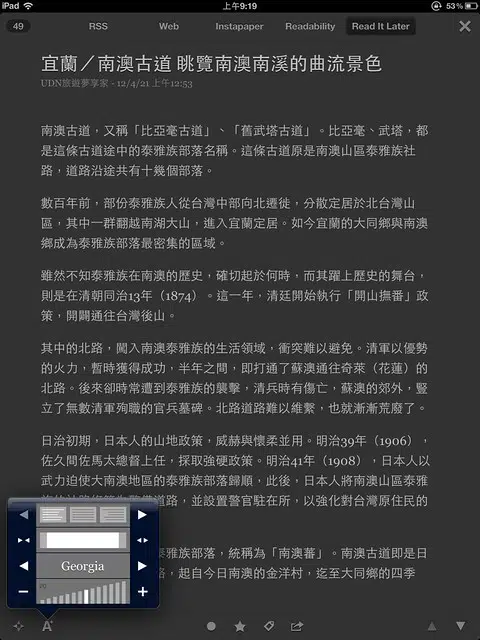 iPad 上午9:19 53%
49 RSS Web Instapaper Readability Read It Later
宜蘭／南澳古道 眺覽南澳南溪的曲流景色
UDN旅遊夢享家 - 12/4/21 上午12:53
南澳古道，又稱「比亞毫古道」、「舊武塔古道」。比亞毫、武塔，都
是這條古道途中的泰雅族部落名稱。這條古道原是南澳山區泰雅族社
路，道路沿途共有十幾個部落。
數百年前，部份泰雅族人從台灣中部向北遷徙，分散定居於北台灣山
區，其中一群翻越南湖大山，進入宜蘭定居。如今宜蘭的大同鄉與南澳
鄉成為泰雅族部落最密集的區域。
雖然不知泰雅族在南澳的歷史，確切起於何時，而其躍上歷史的舞台，
則是在清朝同治13年（1874）。這一年，清廷開始執行「開山撫番」政
策，開闢通往台灣後山。
其中的北路，闖入南澳泰雅族的生活領域，衝突難以避免。清軍以優勢
的火力，暫時獲得成功，半年之間，即打通了蘇澳通往奇萊（花蓮）的
北路。後來卻時常遭到泰雅族的襲擊，清兵時有傷亡，蘇澳的郊外，豎
立了無數清軍殉職的官兵墓碑。北路道路難以維繫，也就漸漸荒廢了。
日治初期，日本人的山地政策，威赫與懷柔並用。明治39年（1906），
佐久間佐馬太總督上任，採取強硬政策。明治41年（1908），日本人以
武力迫使大南澳地區的泰雅族部落歸順，此後，日本人將南澳山區泰雅
道路，並設置警官駐在所，以強化對台灣原住民的
泰雅族部落，統稱為「南澳蕃」。南澳古道即是日
路，起自今日南澳的金洋村，迄至大同鄉的四季
Georgia
20
A